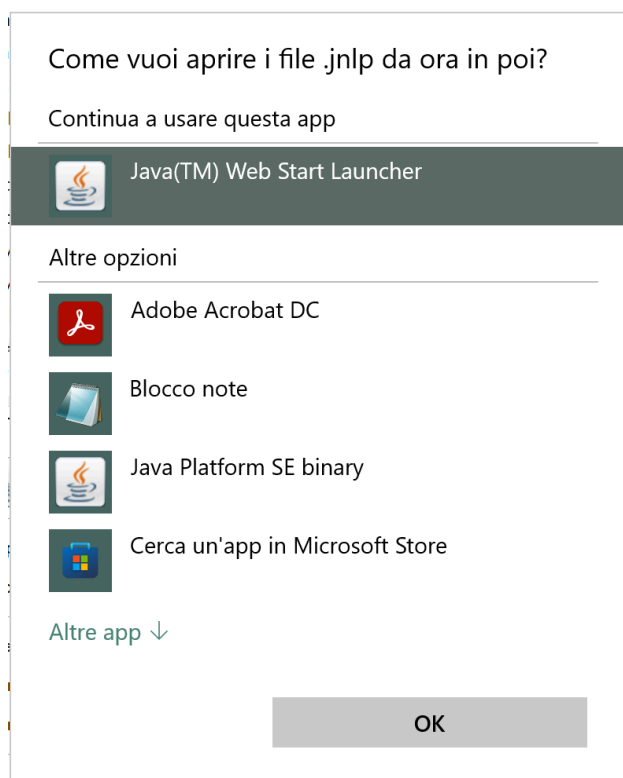 Come vuoi aprire i file .jnlp da ora in poi?
Continua a usare questa app
Java(TM) Web Start Launcher
Altre opzioni
Adobe Acrobat DC
Blocco note
Java Platform SE binary
Cerca un'app in Microsoft Store
Altre app ↓
OK